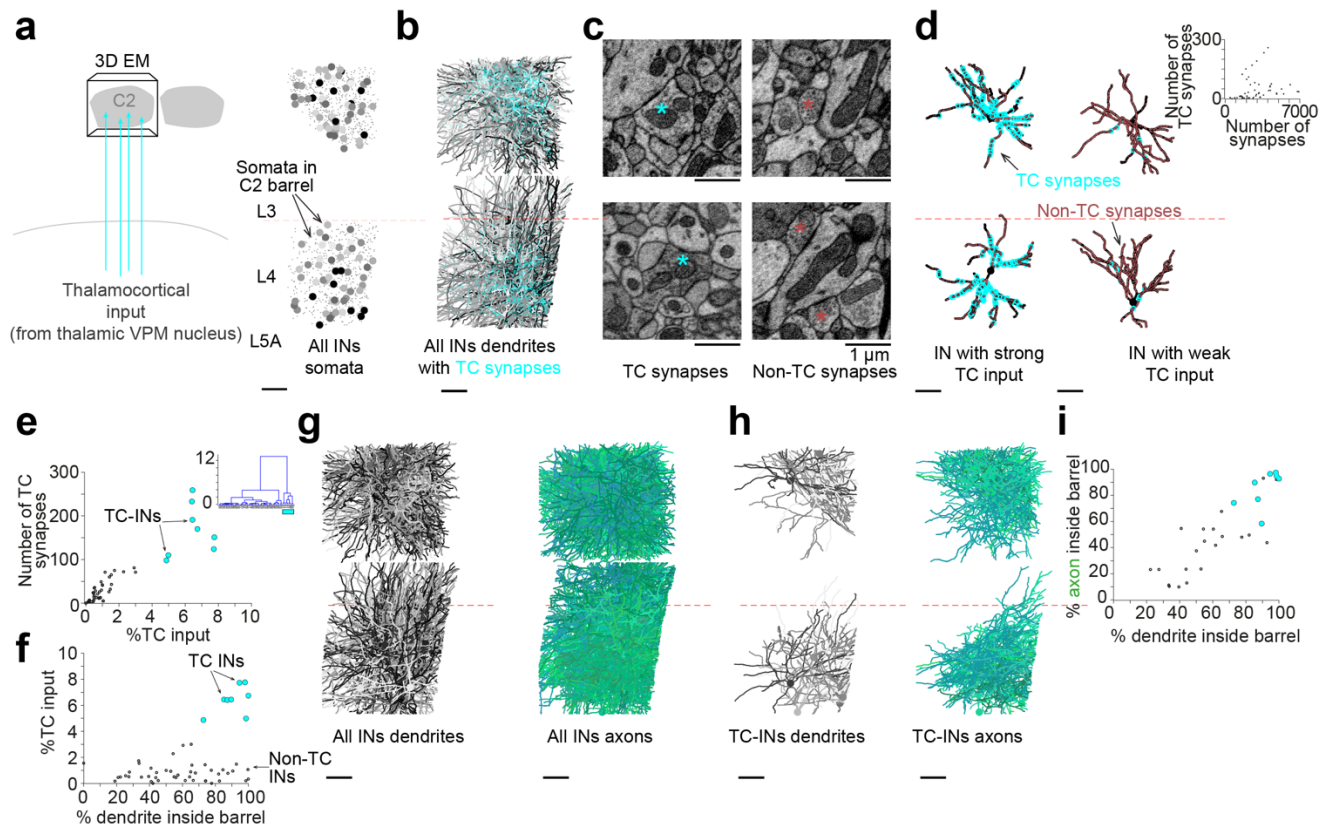 a
3D EM
C2
Somata in
C2 barrel
L3
L4
L5A
Thalamocortical
input
(from thalamic VPM nucleus)
All INs
somata
b
All INs dendrites
with TC synapses
c
TC synapses
Non-TC synapses
1 µm
d
Number of
TC synapses
300
0
0
7000
Number of
synapses
TC synapses
Non-TC synapses
IN with strong
TC input
IN with weak
TC input
e
Number of TC
synapses
300
200
100
0
12
0
TC-INs
0
2
4
6
8
10
%TC input
f
%TC input
10
8
6
4
2
0
TC INs
Non-TC
INs
0
20
40
60
80
100
% dendrite inside barrel
g
All INs dendrites
All INs axons
h
TC-INs dendrites
TC-INs axons
i
% axon inside barrel
100
80
60
40
20
0
0
20
40
60
80
100
% dendrite inside barrel